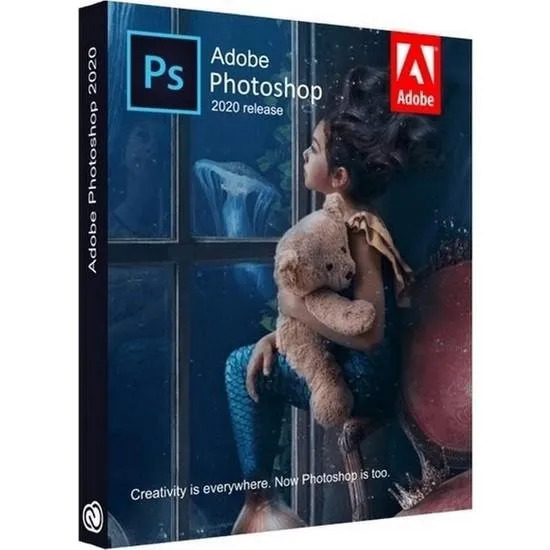 Ps
Adobe
Photoshop
2020 release
Adobe
Adobe Photoshop 2020
Creativity is everywhere. Now Photoshop is too.